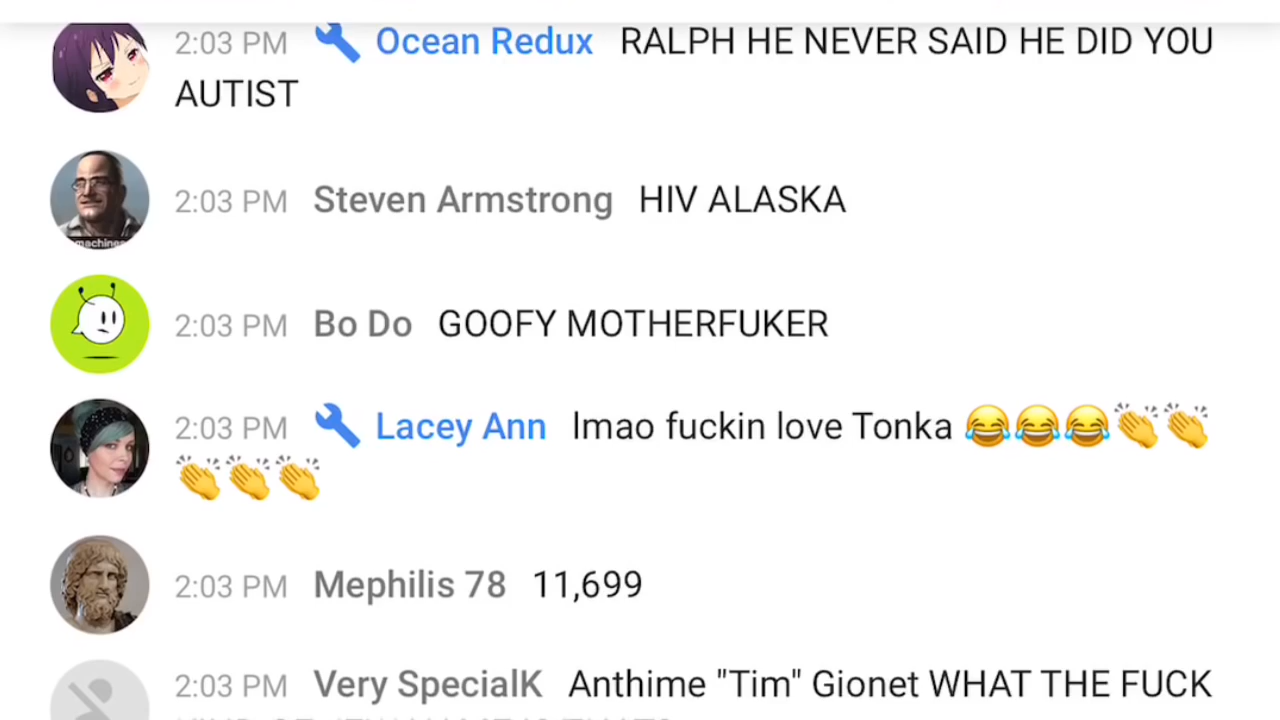 2:03 PM Ocean Redux RALPH HE NEVER SAID HE DID YOU
AUTIST
machines
2:03 PM Steven Armstrong HIV ALASKA
2:03 PM Bo Do GOOFY MOTHERFUKER
2:03 PM Lacey Ann lmao fuckin love Tonka 😂😂😂👏👏
👏👏👏
2:03 PM Mephilis 78 11,699
2:03 PM Very SpecialK Anthime "Tim" Gionet WHAT THE FUCK